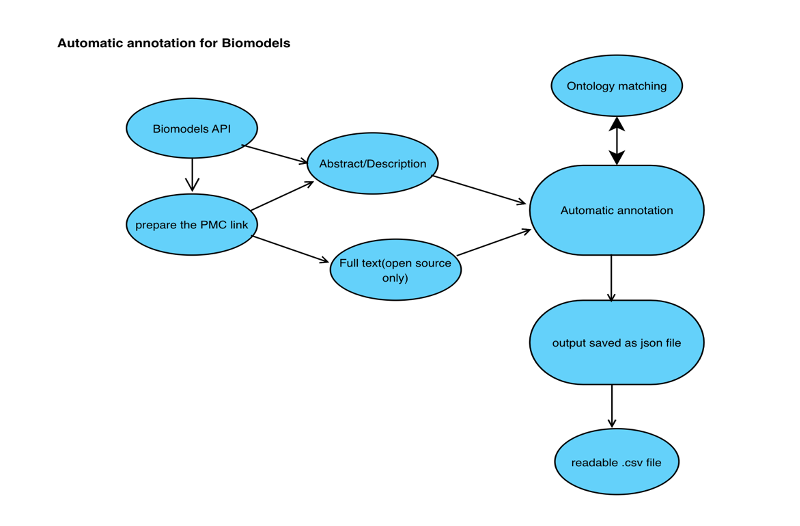 Automatic annotation for Biomodels
Ontology matching
Biomodels API
Abstract/Description
Automatic annotation
prepare the PMC link
Full text(open source
only)
output saved as json file
readable .csv file